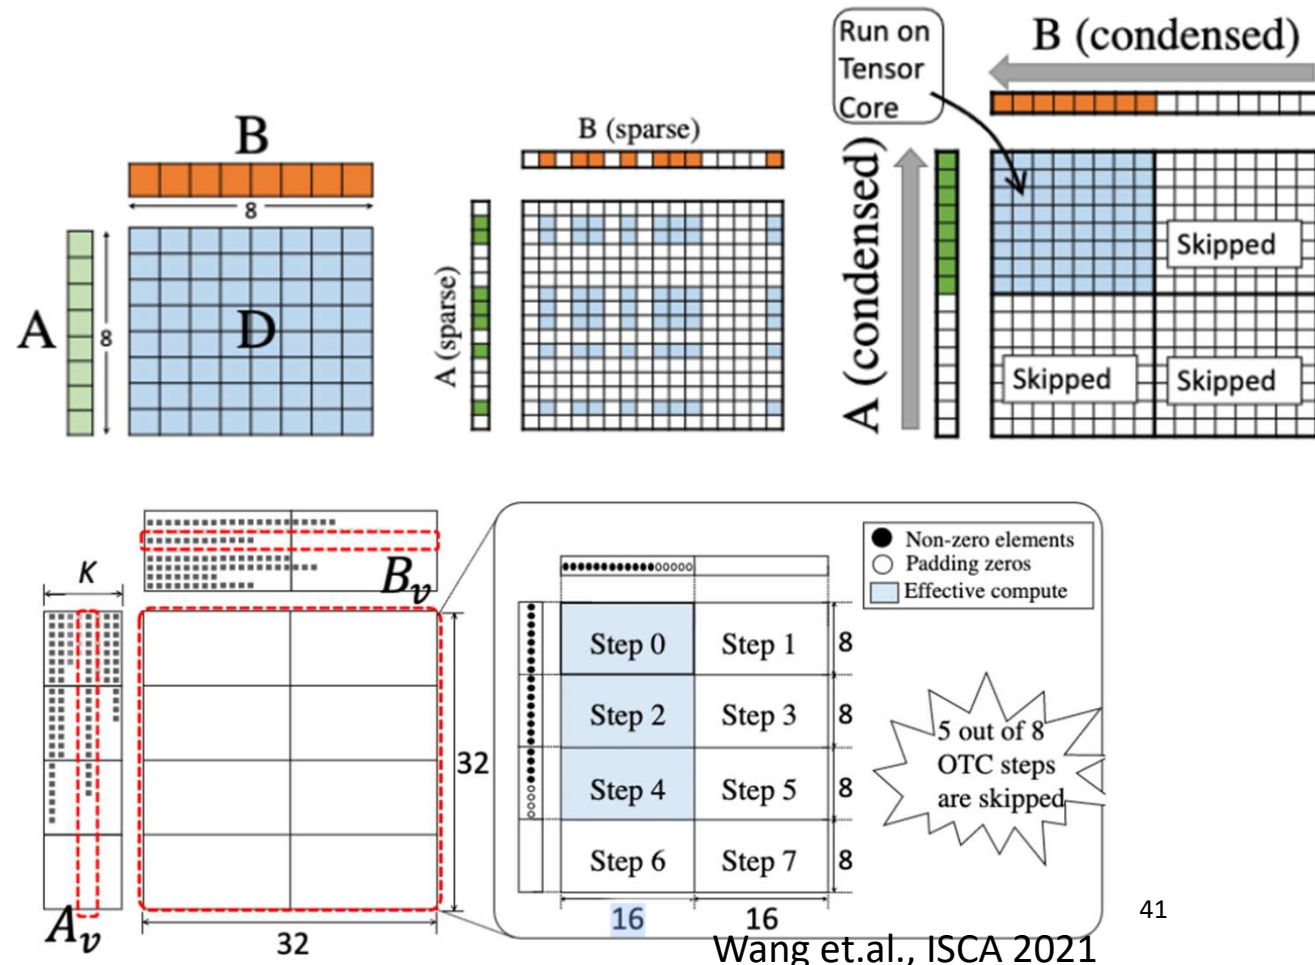 B
8
A
8
D
B (sparse)
A (sparse)
Run on
Tensor
Core
B (condensed)
A (condensed)
Skipped
Skipped
Skipped
K
Bv
Av
32
32
Non-zero elements
Padding zeros
Effective compute
Step 0
Step 1
8
Step 2
Step 3
8
Step 4
Step 5
8
Step 6
Step 7
8
16
16
5 out of 8
OTC steps
are skipped
41
Wang et.al., ISCA 2021